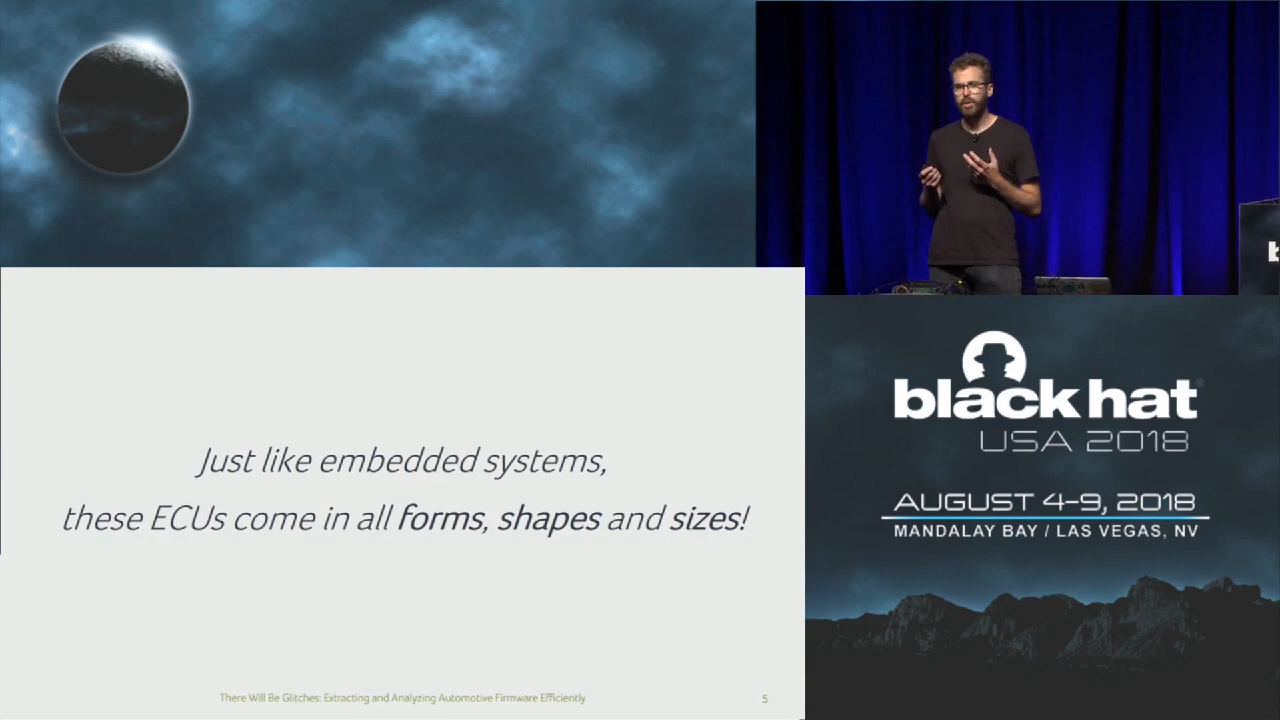 Just like embedded systems,
these ECUs come in all forms, shapes and sizes!
There Will Be Glitches: Extracting and Analyzing Automotive Firmware Efficiently
5
b
black hat
USA 2018
AUGUST 4-9, 2018
MANDALAY BAY / LAS VEGAS, NV